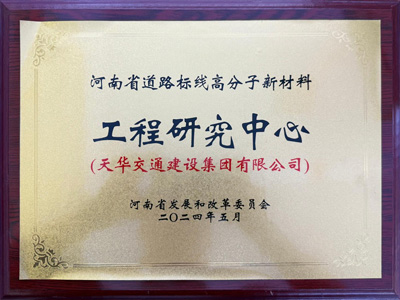 河南省道路标线高分子新材料
工程研究中心
(天华交通建设集团有限公司)
河南省发展和改革委员会
二〇二四年五月